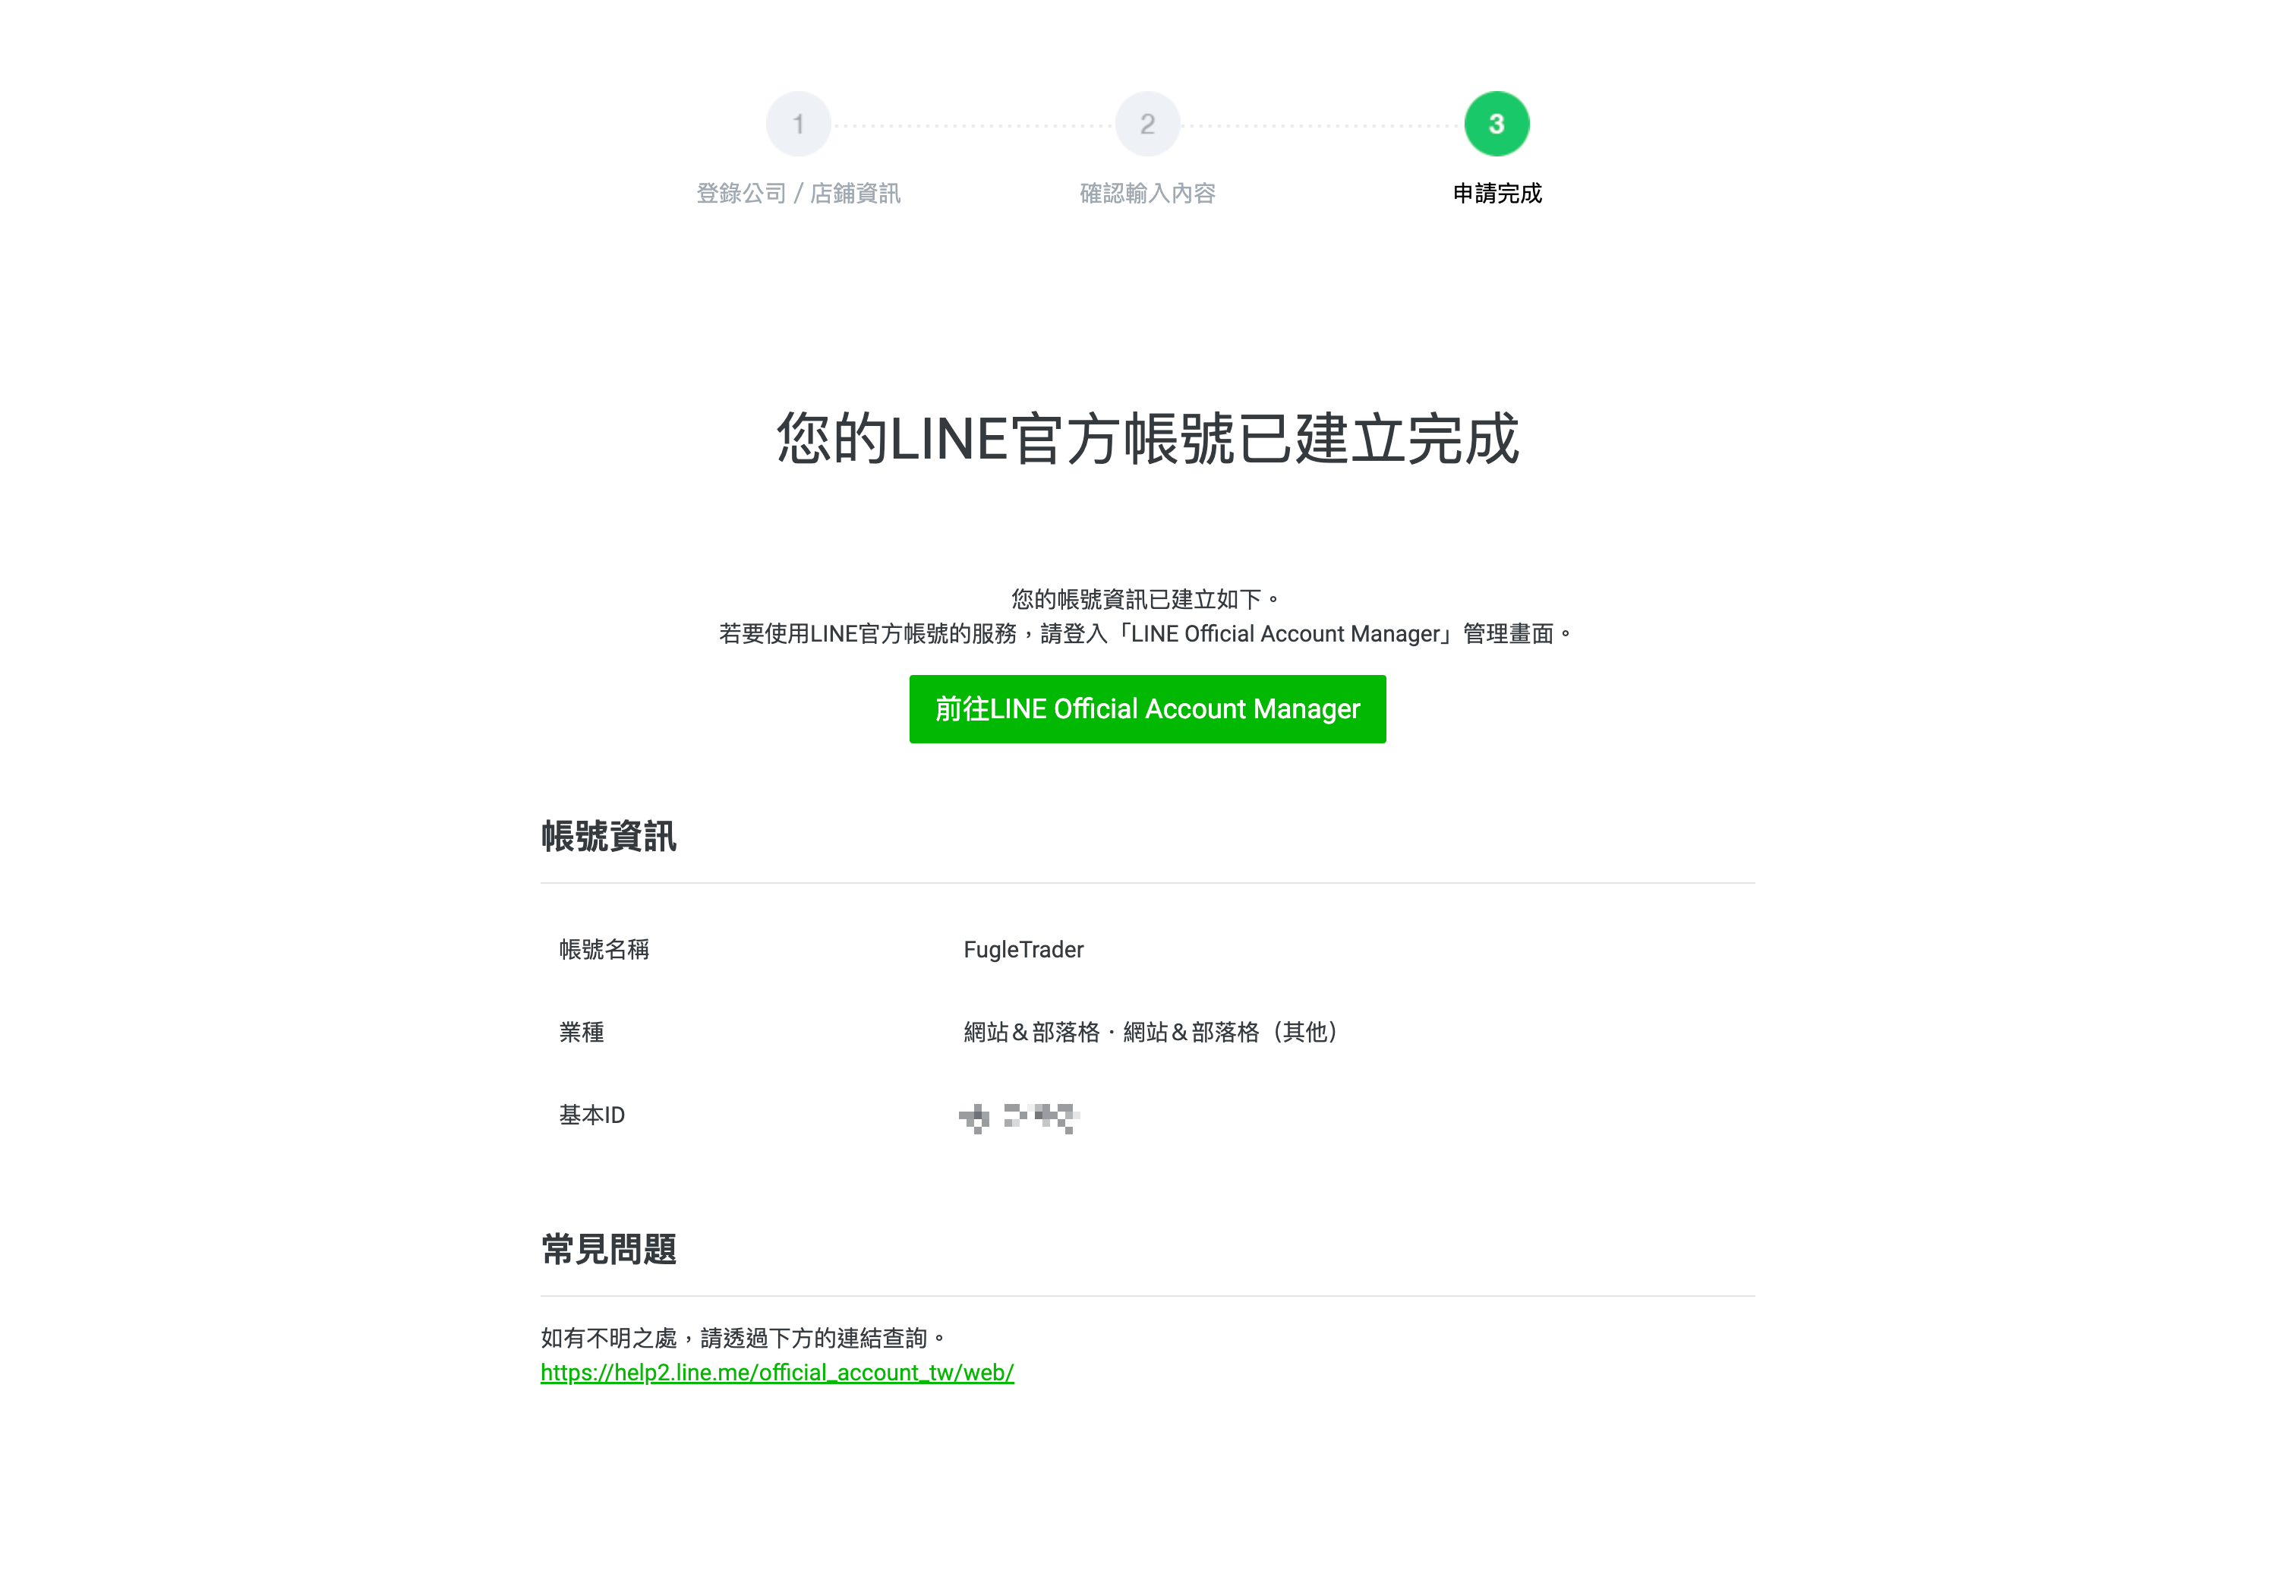 1
2
3
登錄公司 / 店鋪資訊
確認輸入內容
申請完成
您的LINE官方帳號已建立完成
您的帳號資訊已建立如下。
若要使用LINE官方帳號的服務，請登入「LINE Official Account Manager」管理畫面。
前往LINE Official Account Manager
帳號資訊
帳號名稱 FugleTrader
業種 網站＆部落格・網站＆部落格（其他）
基本ID
常見問題
如有不明之處，請透過下方的連結查詢。
https://help2.line.me/official_account_tw/web/